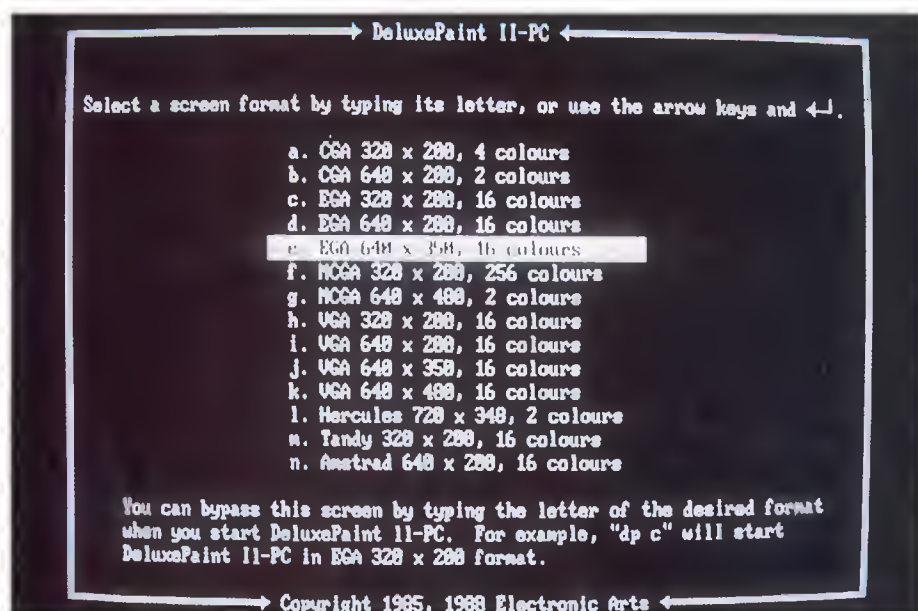 DeluxePaint II-PC
Select a screen format by typing its letter, or use the arrow keys and ↵.
a. CGA 320 x 200, 4 colours
b. CGA 640 x 200, 2 colours
c. EGA 320 x 200, 16 colours
d. EGA 640 x 200, 16 colours
e. EGA 640 x 350, 16 colours
f. MCGA 320 x 200, 256 colours
g. MCGA 640 x 480, 2 colours
h. VGA 320 x 200, 16 colours
i. VGA 640 x 200, 16 colours
j. VGA 640 x 350, 16 colours
k. VGA 640 x 480, 16 colours
l. Hercules 720 x 348, 2 colours
m. Tandy 320 x 200, 16 colours
n. Amstrad 640 x 200, 16 colours
You can bypass this screen by typing the letter of the desired format
when you start DeluxePaint II-PC. For example, "dp c" will start
DeluxePaint II-PC in EGA 320 x 200 format.
Copyright 1985, 1988 Electronic Arts